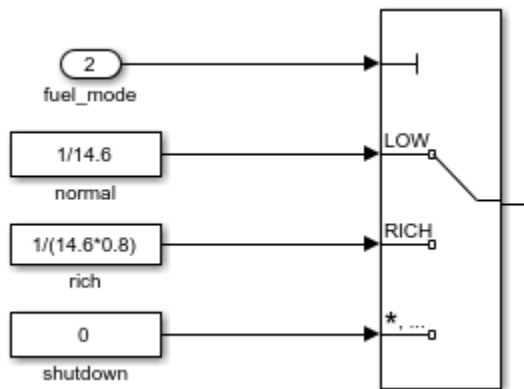 2
fuel_mode
1/14.6
LOW
normal
1/(14.6*0.8)
RICH
rich
0
*, ...
shutdown